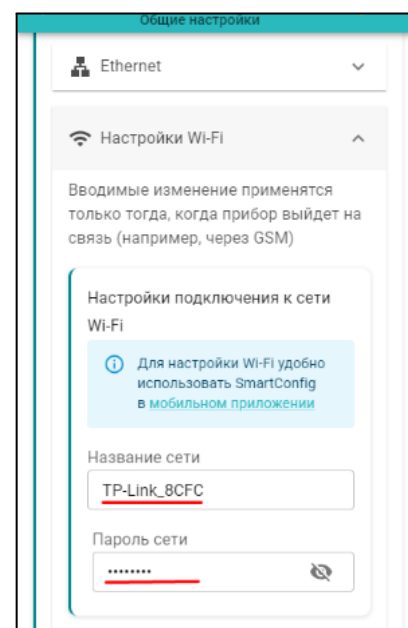 Общие настройки
Ethernet
Настройки Wi-Fi
Вводимые изменение применятся
только тогда, когда прибор выйдет на
связь (например, через GSM)
Настройки подключения к сети
Wi-Fi
Для настройки Wi-Fi удобно
использовать SmartConfig
в мобильном приложении
Название сети
TP-Link_8CFC
Пароль сети
••••••••